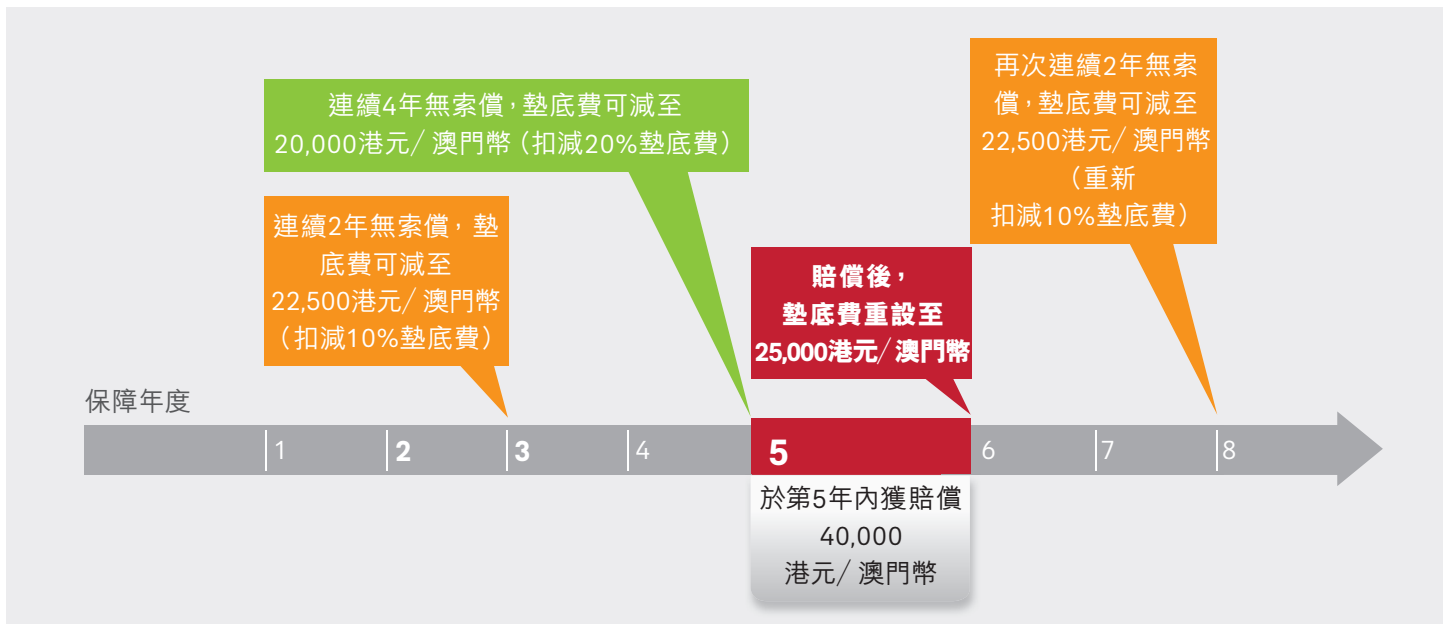 連續4年無索償，墊底費可減至
20,000港元/ 澳門幣（扣減20%墊底費）
連續2年無索償，墊
底費可減至
22,500港元/ 澳門幣
（扣減10%墊底費）
賠償後，
墊底費重設至
25,000港元/ 澳門幣
再次連續2年無索
償，墊底費可減至
22,500港元/ 澳門幣
（重新
扣減10%墊底費）
保障年度
1 2 3 4 5 6 7 8
於第5年內獲賠償
40,000
港元/ 澳門幣